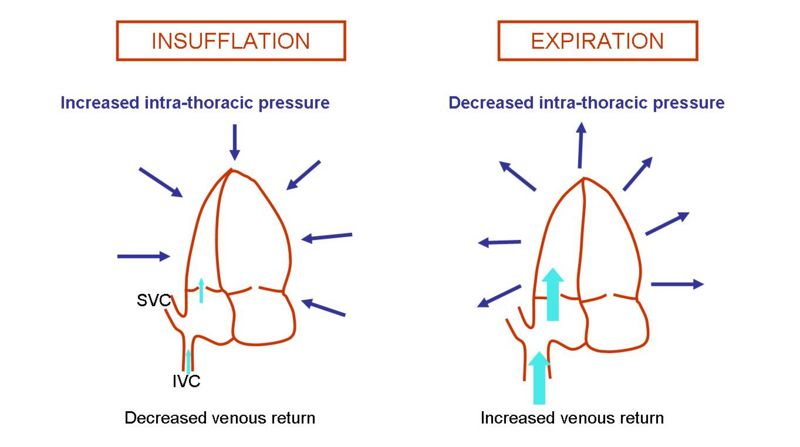 INSUFFLATION
EXPIRATION
Increased intra-thoracic pressure
Decreased intra-thoracic pressure
SVC
IVC
Decreased venous return
Increased venous return